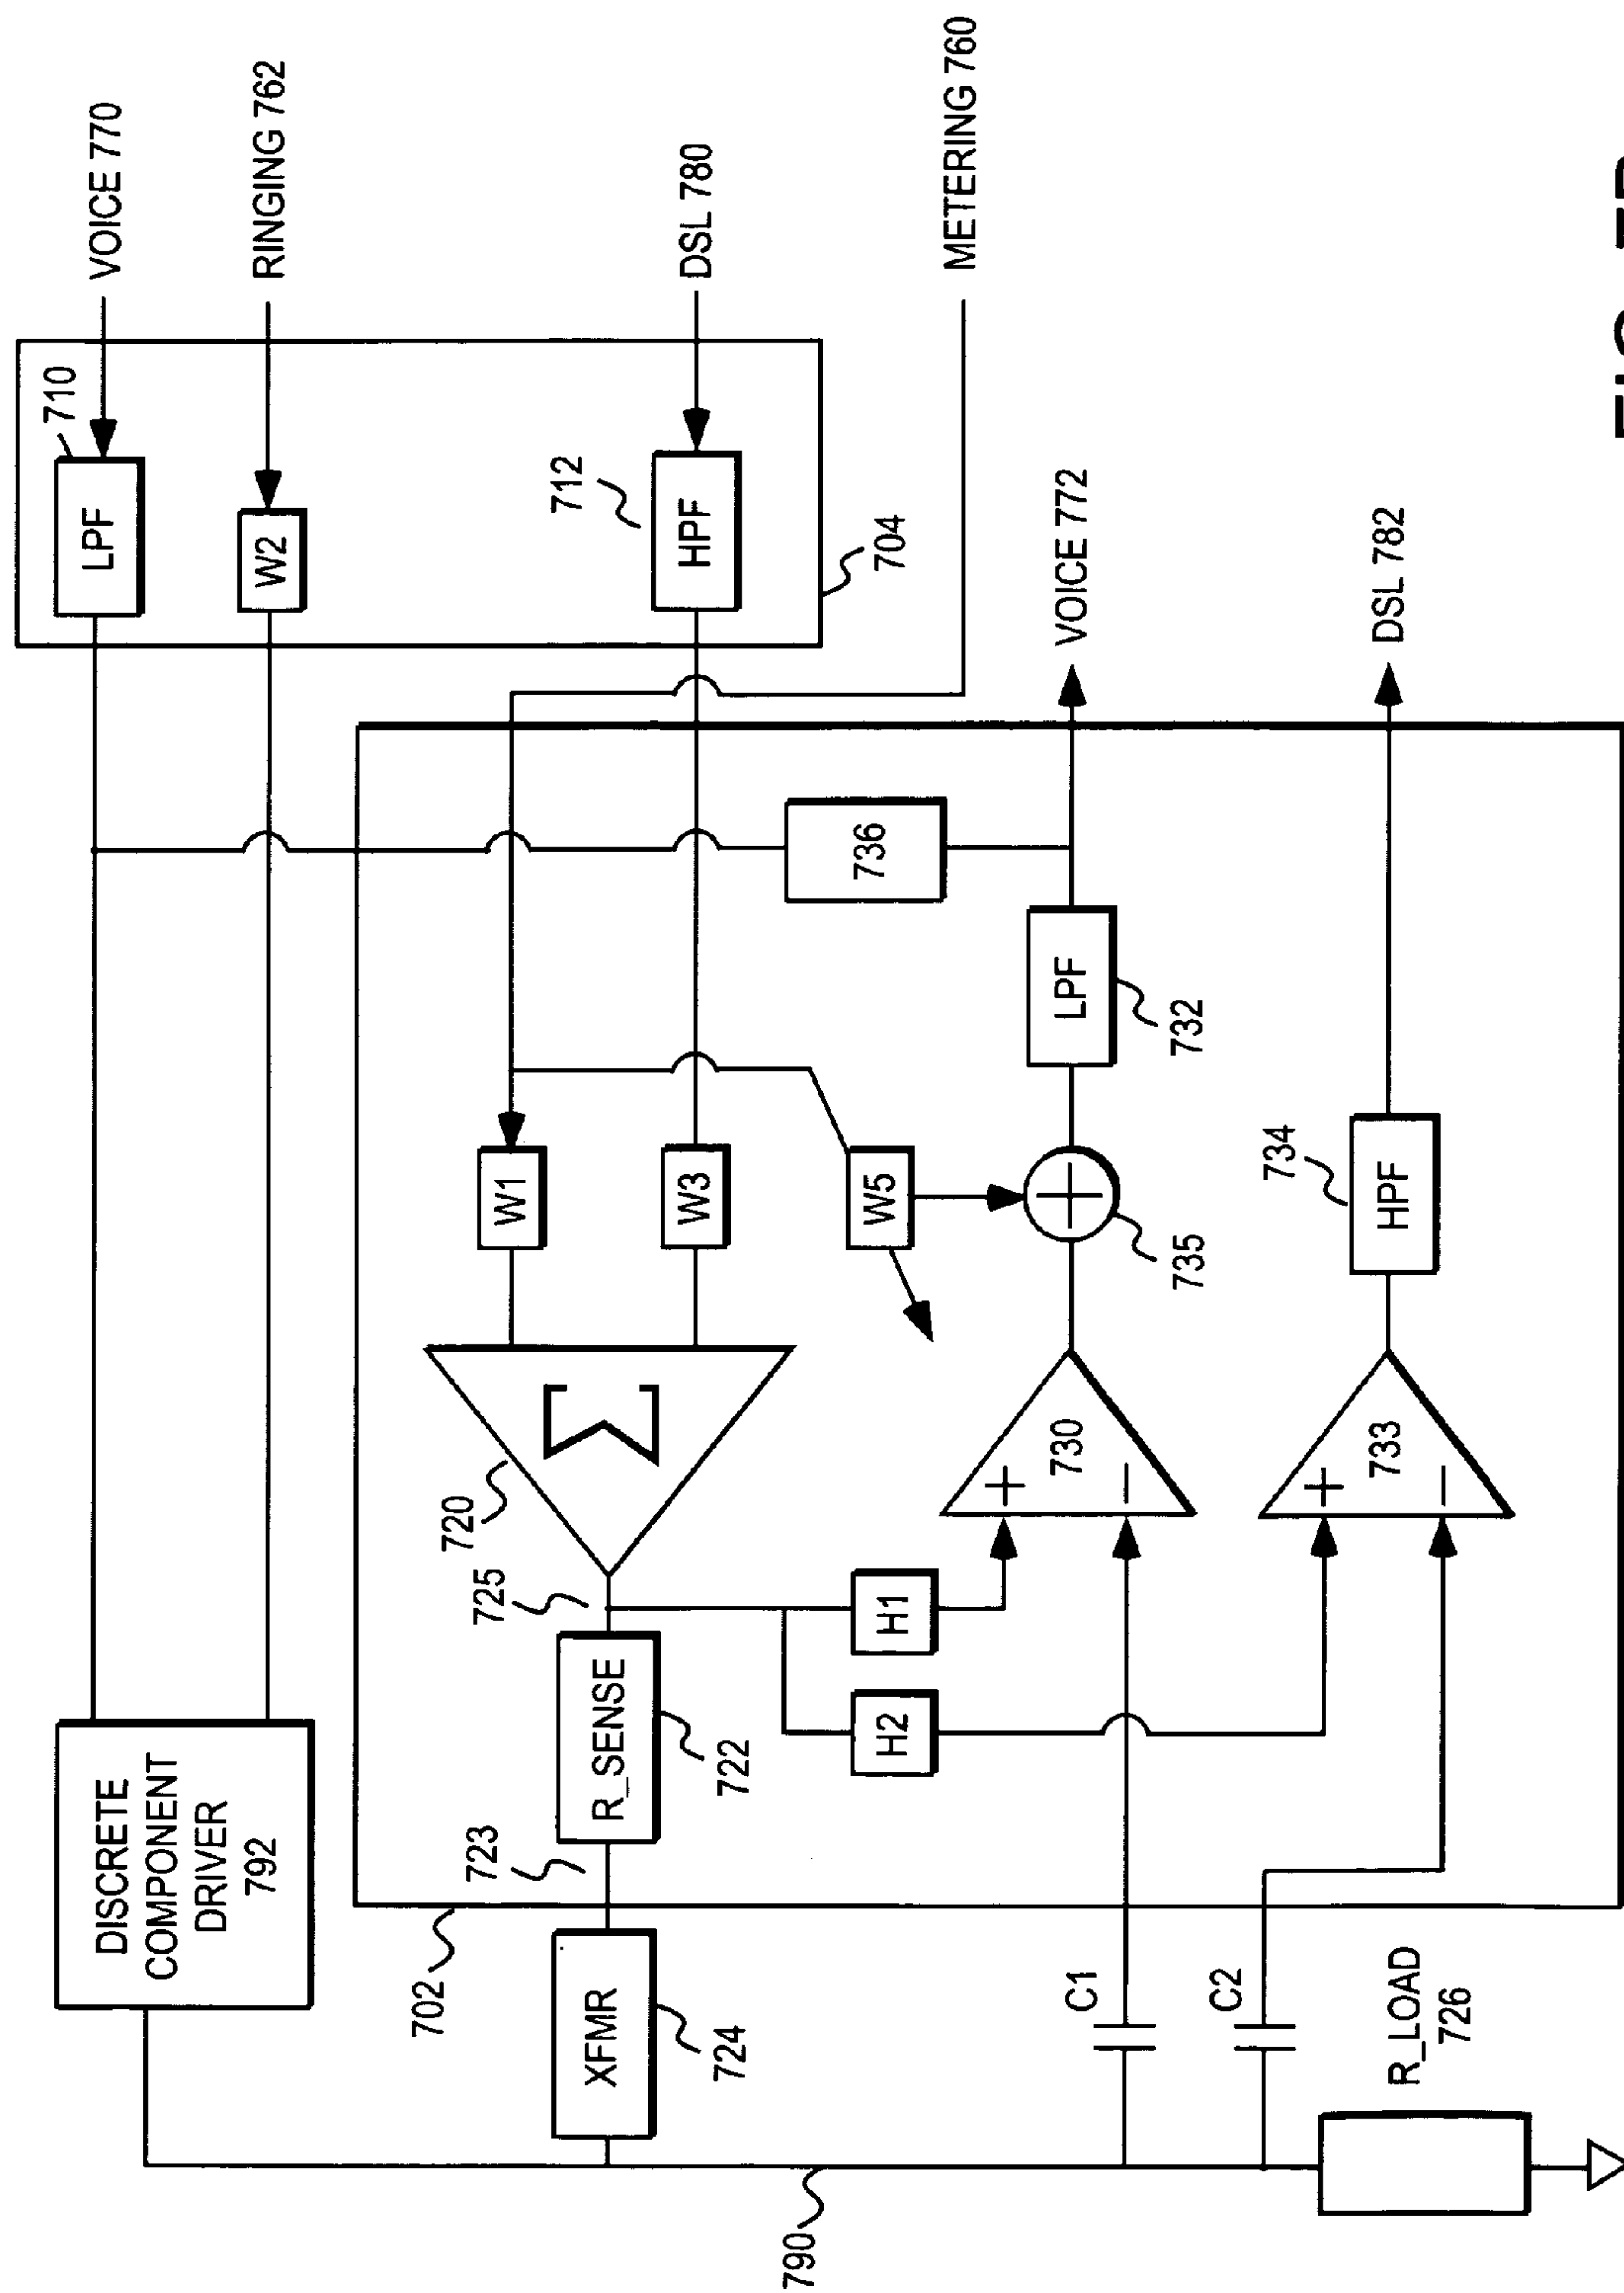 VOICE 770
RINGING 762
DSL 780
METERING 760
710
LPF
W2
712
HPF
704
DISCRETE
COMPONENT
DRIVER
792
702
XFMR
724
723
R_SENSE
722
725
720
Σ
W1
W3
W5
736
H1
H2
+
730
−
+
735
LPF
732
VOICE 772
+
733
−
734
HPF
DSL 782
C1
C2
R_LOAD
726
790